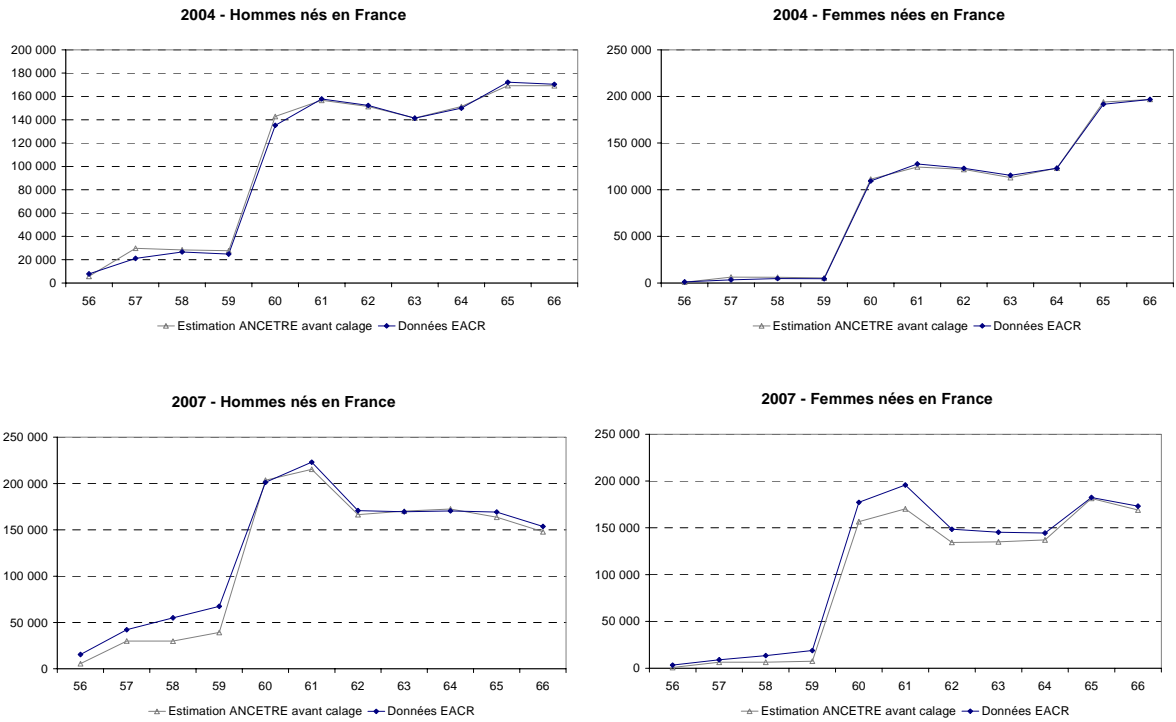 2004 - Hommes nés en France
200 000
180 000
160 000
140 000
120 000
100 000
80 000
60 000
40 000
20 000
0
56 57 58 59 60 61 62 63 64 65 66
Estimation ANCETRE avant calage Données EACR
2004 - Femmes nées en France
250 000
200 000
150 000
100 000
50 000
0
56 57 58 59 60 61 62 63 64 65 66
Estimation ANCETRE avant calage Données EACR
2007 - Hommes nés en France
250 000
200 000
150 000
100 000
50 000
0
56 57 58 59 60 61 62 63 64 65 66
Estimation ANCETRE avant calage Données EACR
2007 - Femmes nées en France
250 000
200 000
150 000
100 000
50 000
0
56 57 58 59 60 61 62 63 64 65 66
Estimation ANCETRE avant calage Données EACR